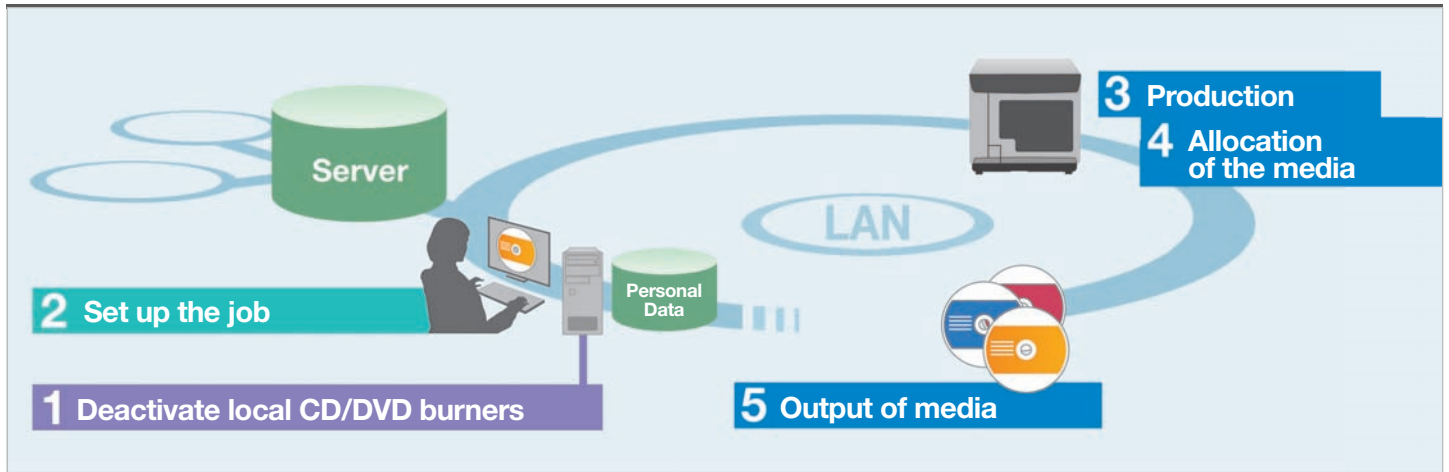 Server
3 Production
4 Allocation
of the media
LAN
Personal
Data
2 Set up the job
1 Deactivate local CD/DVD burners
5 Output of media